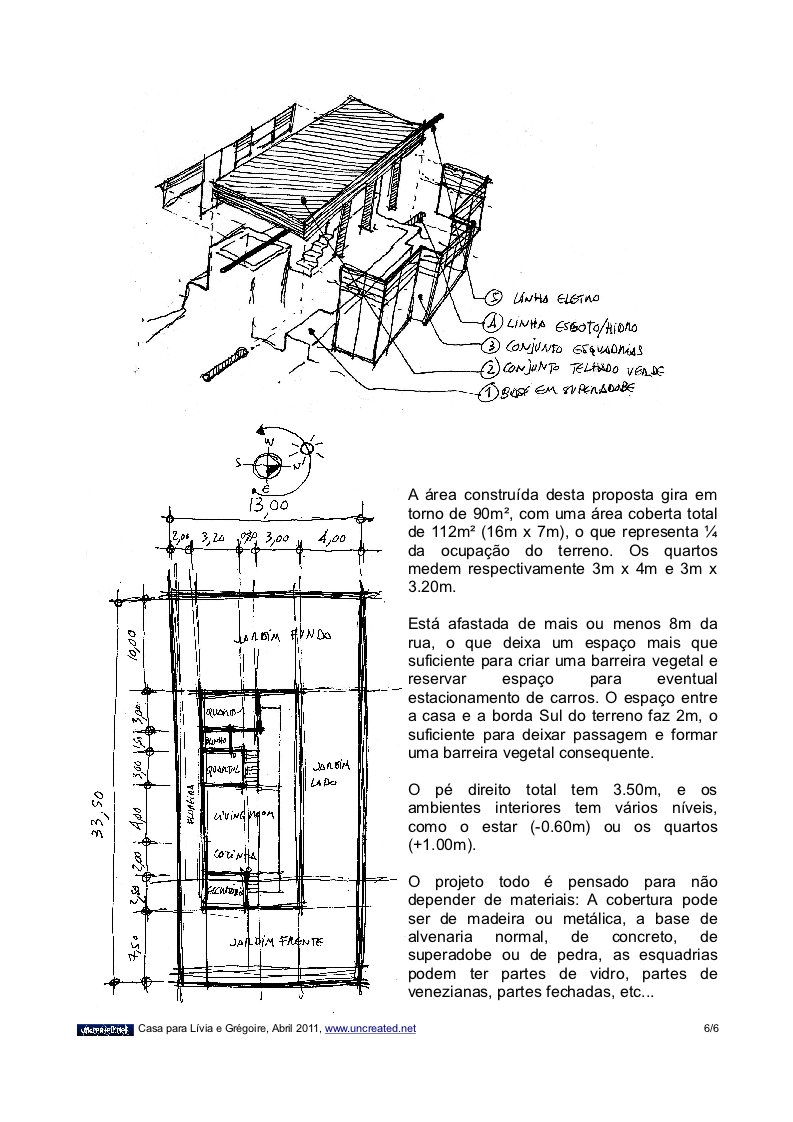 5 LINHA ELETRO
4 LINHA ESGOTO/HIDRO
3 CONJUNTO ESQUADRIAS
2 CONJUNTO TELHADO VERDE
1 BASE EM SUPERADOBE
W
S
N
E
13,00
2,00 3,20 0,80 3,00 4,00
JARDIM FUNDO
10,00
3,00
QUARTO
1,50
BANHO
3,00
QUARTO
JARDIM
LADO
FLOREIRA
33,50
4,00
LIVING ROOM
2,00
COZINHA
7,50
JARDIM FRENTE
A área construída desta proposta gira em
torno de 90m², com uma área coberta total
de 112m² (16m x 7m), o que representa ¼
da ocupação do terreno. Os quartos
medem respectivamente 3m x 4m e 3m x
3.20m.
Está afastada de mais ou menos 8m da
rua, o que deixa um espaço mais que
suficiente para criar uma barreira vegetal e
reservar espaço para eventual
estacionamento de carros. O espaço entre
a casa e a borda Sul do terreno faz 2m, o
suficiente para deixar passagem e formar
uma barreira vegetal consequente.
O pé direito total tem 3.50m, e os
ambientes interiores tem vários níveis,
como o estar (-0.60m) ou os quartos
(+1.00m).
O projeto todo é pensado para não
depender de materiais: A cobertura pode
ser de madeira ou metálica, a base de
alvenaria normal, de concreto, de
superadobe ou de pedra, as esquadrias
podem ter partes de vidro, partes de
venezianas, partes fechadas, etc...
uncreated.net Casa para Lívia e Grégoire, Abril 2011, www.uncreated.net 6/6